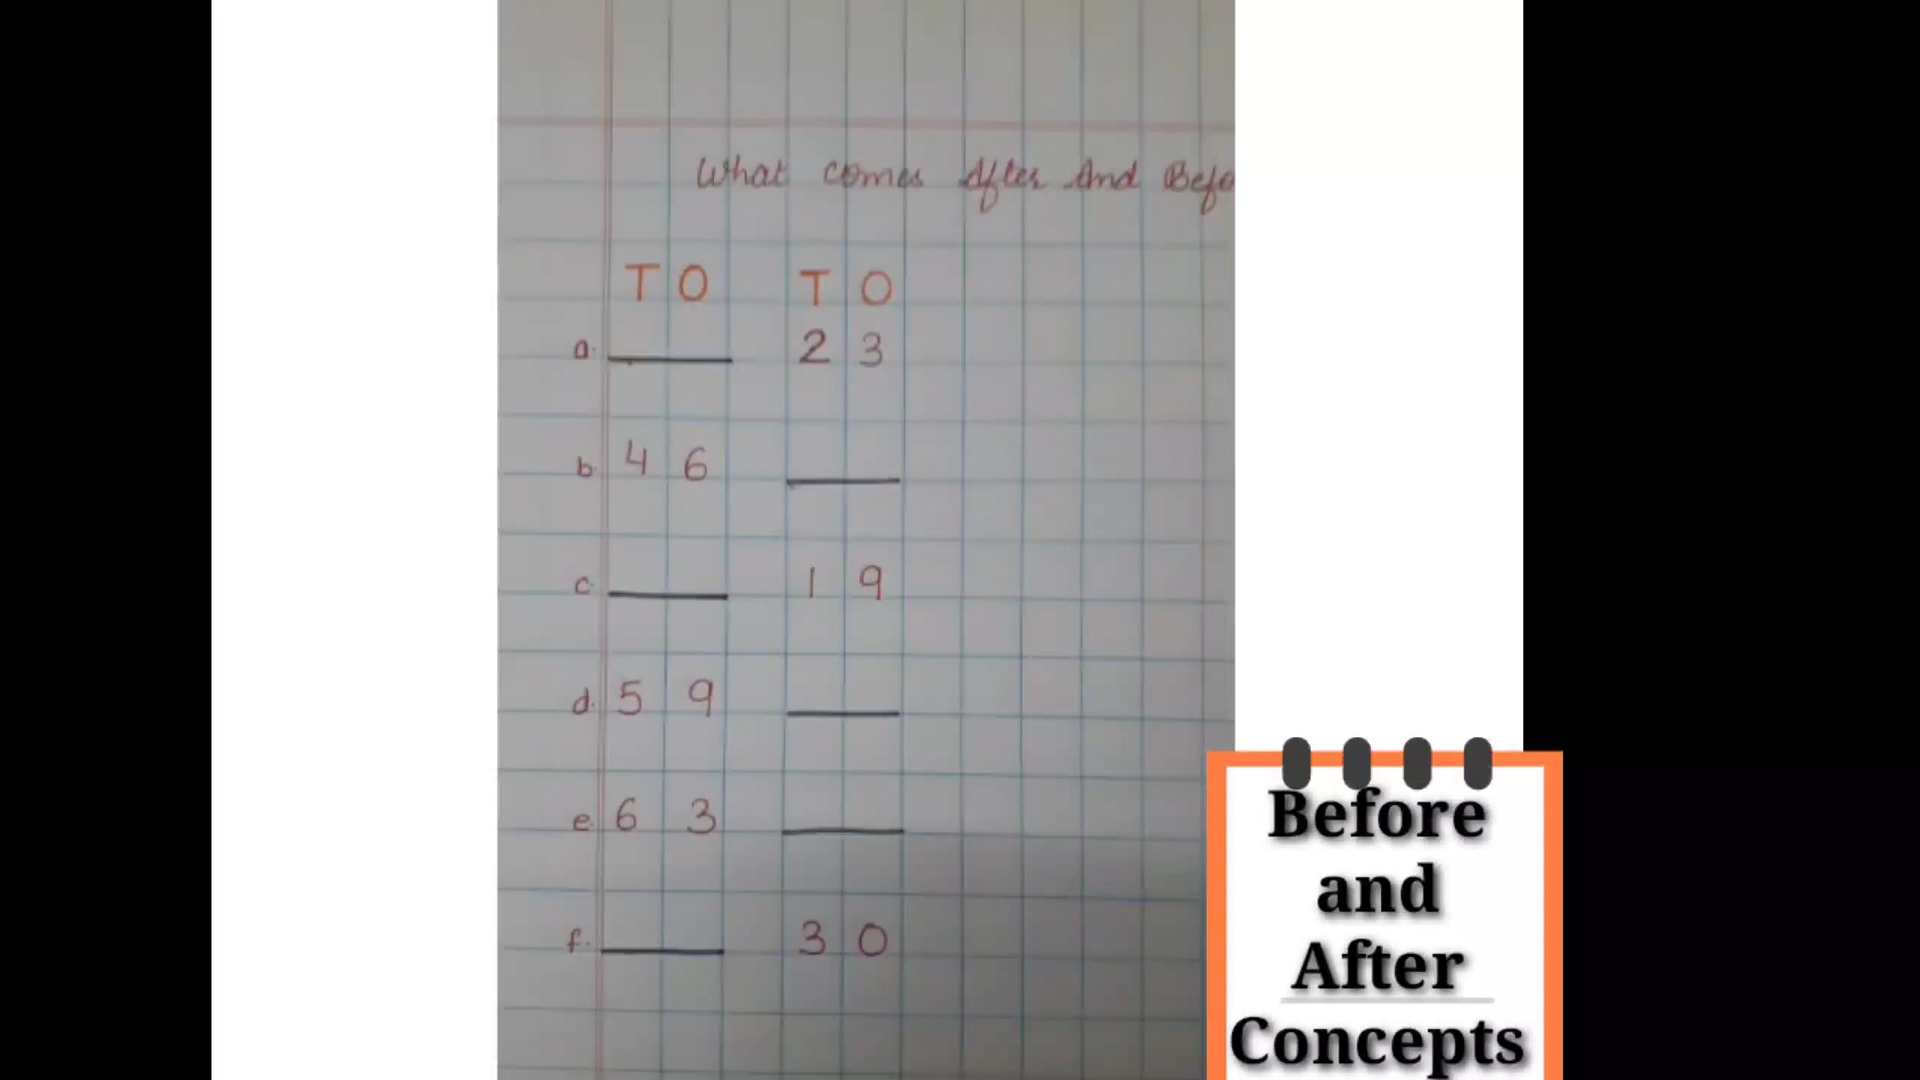 What comes After And Befo
T O T O
a. 2 3
b 4 6
c. 1 9
d. 5 9
e. 6 3
f. 3 0
Before
and
After
Concepts